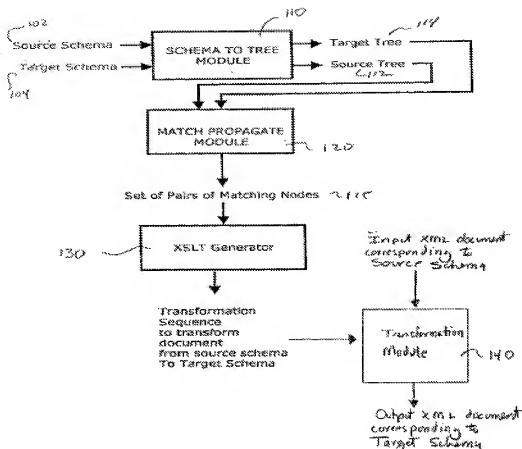 102
110
114
Source Schema
SCHEMA TO TREE
MODULE
Target Tree
Target Schema
Source Tree
104
112
MATCH PROPAGATE
MODULE
120
Set of Pairs of Matching Nodes
130
XSLT Generator
Input XML document
corresponding to
Source Schema
Transformation
Sequence
to transform
document
from source schema
To Target Schema
Transformation
Module
140
Output XML document
corresponding to
Target Schema